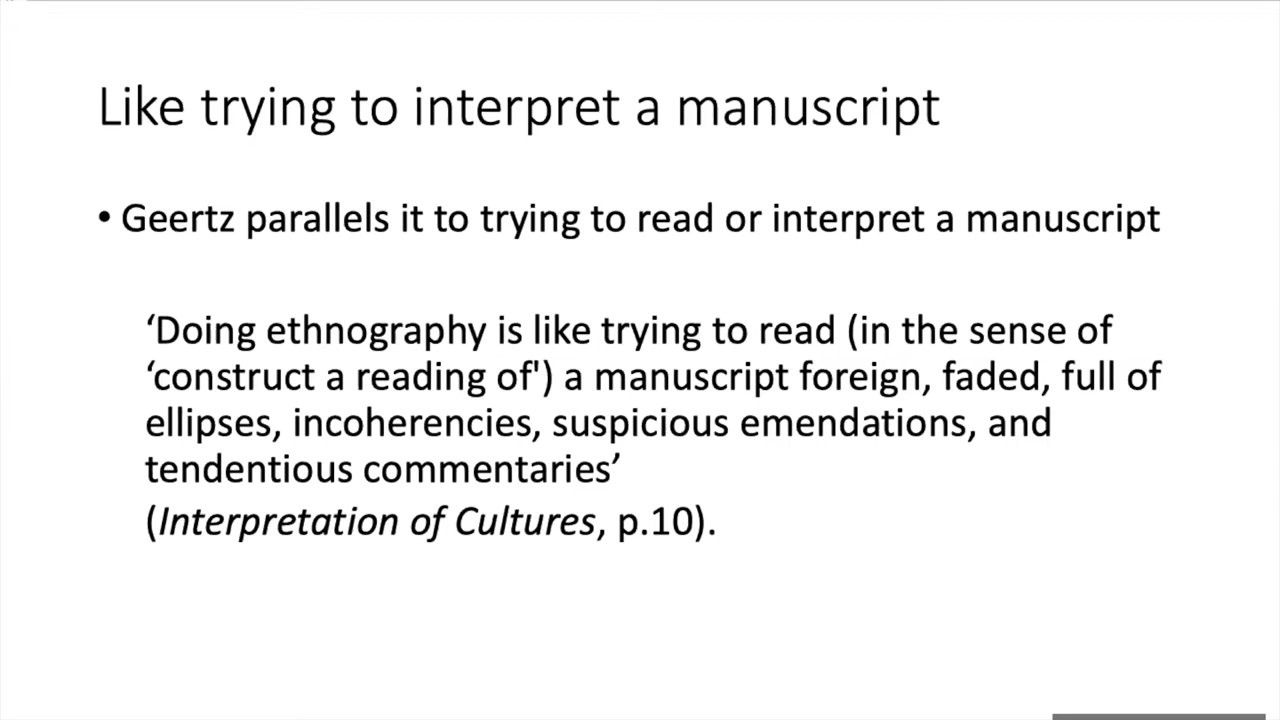 Like trying to interpret a manuscript
• Geertz parallels it to trying to read or interpret a manuscript
‘Doing ethnography is like trying to read (in the sense of
‘construct a reading of') a manuscript foreign, faded, full of
ellipses, incoherencies, suspicious emendations, and
tendentious commentaries’
(Interpretation of Cultures, p.10).